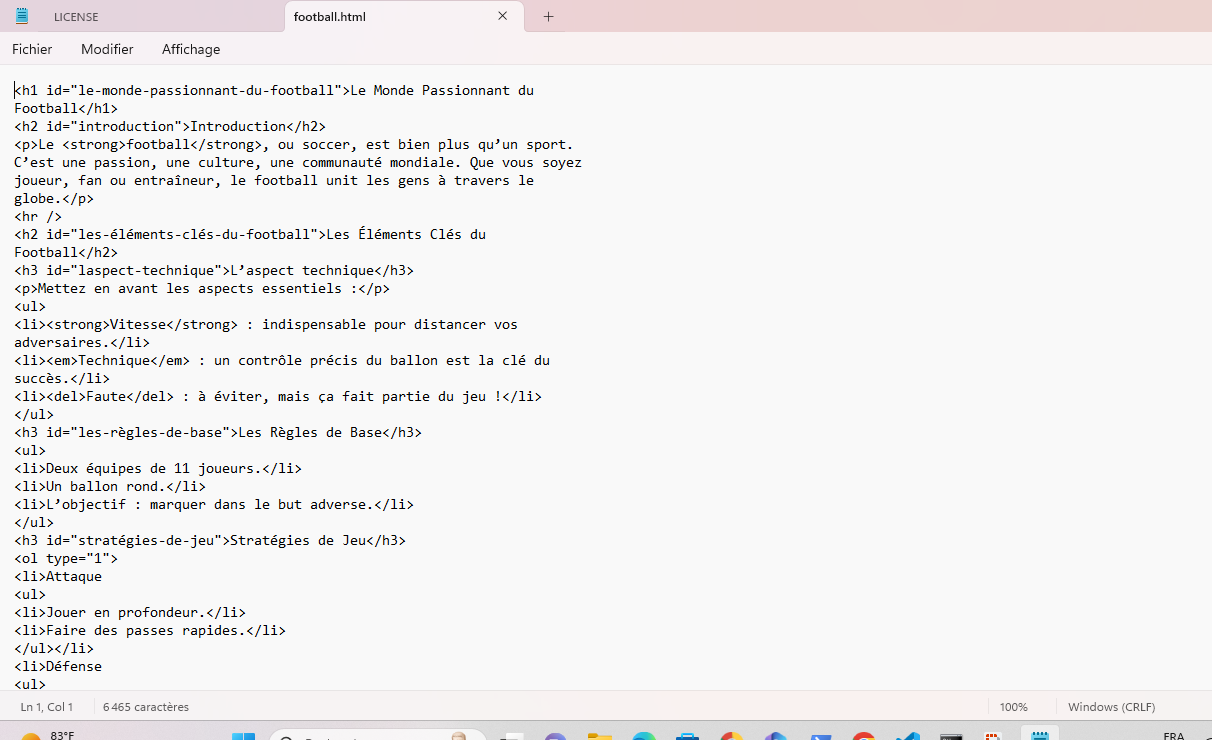 LICENSE
football.html
Fichier Modifier Affichage
<h1 id="le-monde-passionnant-du-football">Le Monde Passionnant du
Football</h1>
<h2 id="introduction">Introduction</h2>
<p>Le <strong>football</strong>, ou soccer, est bien plus qu’un sport.
C’est une passion, une culture, une communauté mondiale. Que vous soyez
joueur, fan ou entraîneur, le football unit les gens à travers le
globe.</p>
<hr />
<h2 id="les-éléments-clés-du-football">Les Éléments Clés du
Football</h2>
<h3 id="laspect-technique">L’aspect technique</h3>
<p>Mettez en avant les aspects essentiels :</p>
<ul>
<li><strong>Vitesse</strong> : indispensable pour distancer vos
adversaires.</li>
<li><em>Technique</em> : un contrôle précis du ballon est la clé du
succès.</li>
<li><del>Faute</del> : à éviter, mais ça fait partie du jeu !</li>
</ul>
<h3 id="les-règles-de-base">Les Règles de Base</h3>
<ul>
<li>Deux équipes de 11 joueurs.</li>
<li>Un ballon rond.</li>
<li>L’objectif : marquer dans le but adverse.</li>
</ul>
<h3 id="stratégies-de-jeu">Stratégies de Jeu</h3>
<ol type="1">
<li>Attaque
<ul>
<li>Jouer en profondeur.</li>
<li>Faire des passes rapides.</li>
</ul></li>
<li>Défense
<ul>
Ln 1, Col 1 6 465 caractères 100% Windows (CRLF)
83°F
FRA